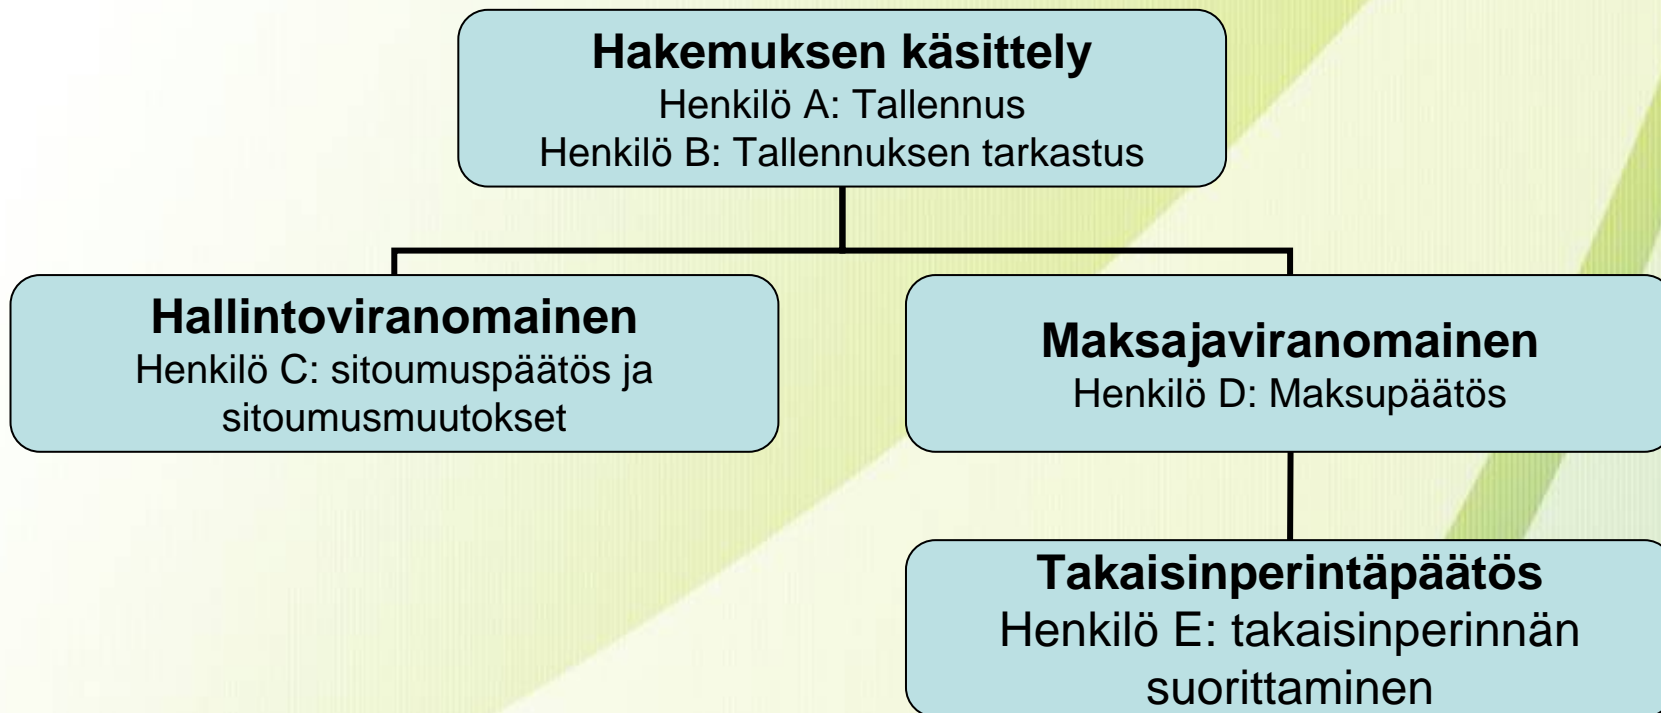 Hakemuksen käsittely
Henkilö A: Tallennus
Henkilö B: Tallennuksen tarkastus
Hallintoviranomainen
Henkilö C: sitoumuspäätös ja
sitoumusmuutokset
Maksajaviranomainen
Henkilö D: Maksupäätös
Takaisinperintäpäätös
Henkilö E: takaisinperinnän
suorittaminen